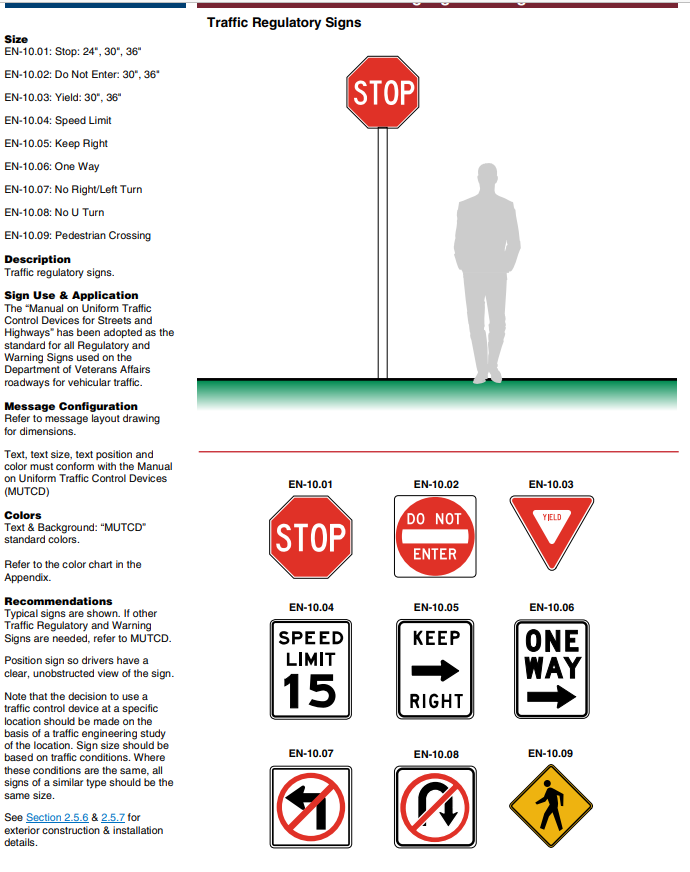 Traffic Regulatory Signs
Size
EN-10.01: Stop: 24", 30", 36"
EN-10.02: Do Not Enter: 30", 36"
EN-10.03: Yield: 30", 36"
EN-10.04: Speed Limit
EN-10.05: Keep Right
EN-10.06: One Way
EN-10.07: No Right/Left Turn
EN-10.08: No U Turn
EN-10.09: Pedestrian Crossing
Description
Traffic regulatory signs.
Sign Use & Application
The “Manual on Uniform Traffic
Control Devices for Streets and
Highways” has been adopted as the
standard for all Regulatory and
Warning Signs used on the
Department of Veterans Affairs
roadways for vehicular traffic.
Message Configuration
Refer to message layout drawing
for dimensions.
Text, text size, text position and
color must conform with the Manual
on Uniform Traffic Control Devices
(MUTCD)
Colors
Text & Background: “MUTCD”
standard colors.
Refer to the color chart in the
Appendix.
Recommendations
Typical signs are shown. If other
Traffic Regulatory and Warning
Signs are needed, refer to MUTCD.
Position sign so drivers have a
clear, unobstructed view of the sign.
Note that the decision to use a
traffic control device at a specific
location should be made on the
basis of a traffic engineering study
of the location. Sign size should be
based on traffic conditions. Where
these conditions are the same, all
signs of a similar type should be the
same size.
See Section 2.5.6 & 2.5.7 for
exterior construction & installation
details.
STOP
EN-10.01
STOP
EN-10.02
DO NOT
ENTER
EN-10.03
YIELD
EN-10.04
SPEED
LIMIT
15
EN-10.05
KEEP
RIGHT
EN-10.06
ONE
WAY
EN-10.07
EN-10.08
EN-10.09